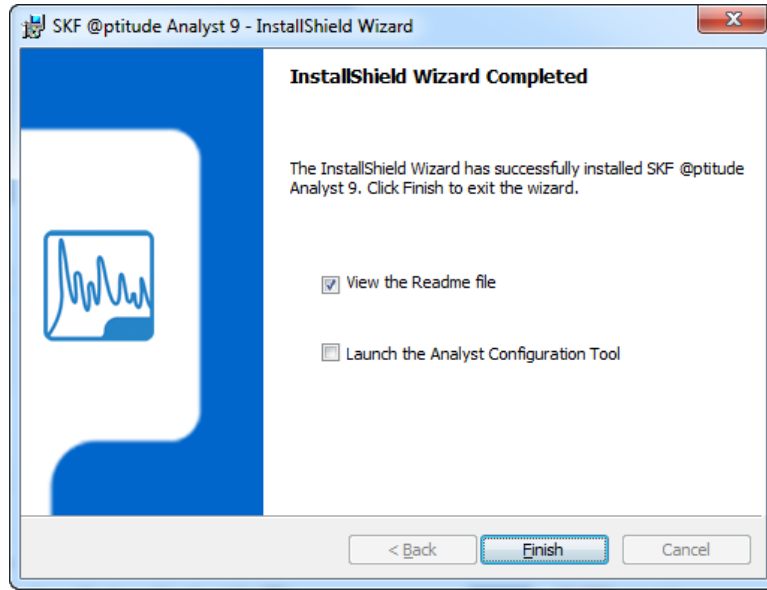 SKF @ptitude Analyst 9 - InstallShield Wizard
InstallShield Wizard Completed
The InstallShield Wizard has successfully installed SKF @ptitude
Analyst 9. Click Finish to exit the wizard.
View the Readme file
Launch the Analyst Configuration Tool
< Back
Finish
Cancel